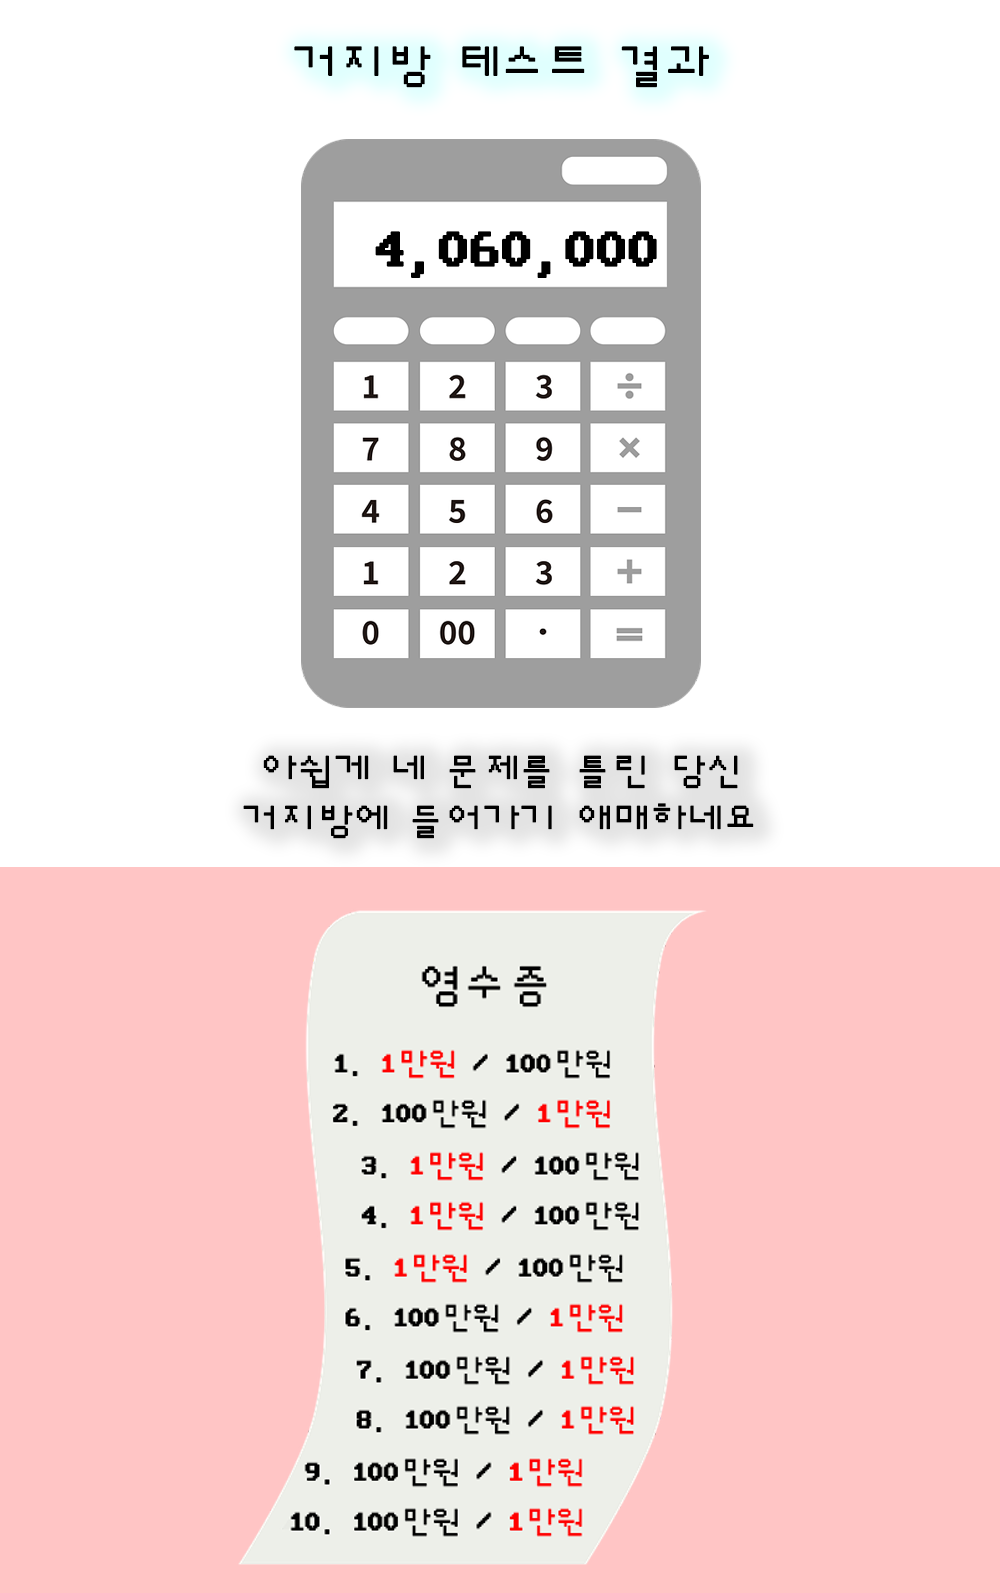 거지방 테스트 결과
4,060,000
1 2 3 ÷
7 8 9 ×
4 5 6 −
1 2 3 +
0 00 · =
아쉽게 네 문제를 틀린 당신
거지방에 들어가기 애매하네요
영수증
1. 1만원 / 100만원
2. 100만원 / 1만원
3. 1만원 / 100만원
4. 1만원 / 100만원
5. 1만원 / 100만원
6. 100만원 / 1만원
7. 100만원 / 1만원
8. 100만원 / 1만원
9. 100만원 / 1만원
10. 100만원 / 1만원